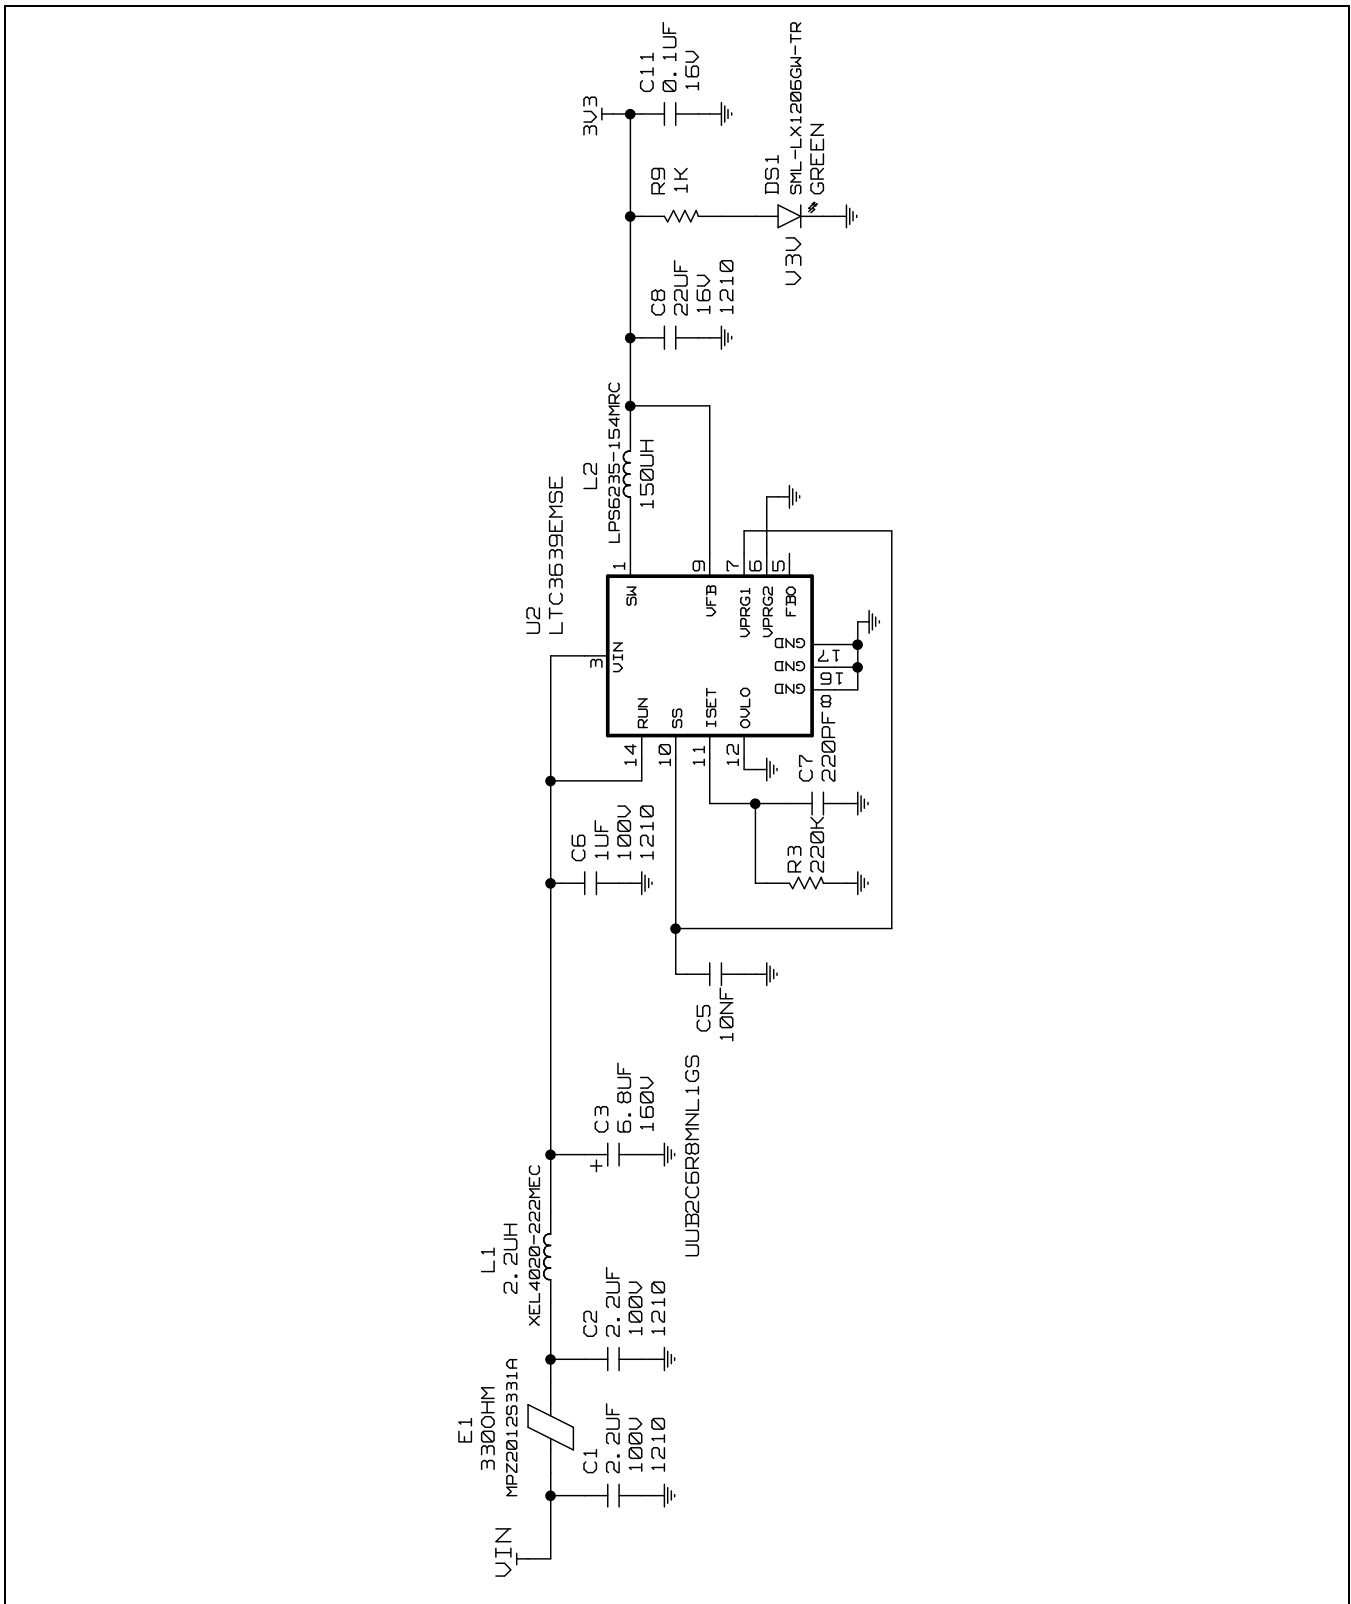 VIN
E1
330OHM
MPZ2012S331A
C1
2.2UF
100V
1210
C2
2.2UF
100V
1210
L1
2.2UH
XEL4020-222MEC
+
C3
6.8UF
160V
UUB2C6R8MNL1GS
C5
10NF
C6
1UF
100V
1210
R3
220K
C7
220PF
U2
LTC3639EMSE
14
RUN
10
SS
11
ISET
12
OVLO
3
VIN
1
SW
9
VFB
7
VPRG1
6
VPRG2
5
FBO
8
GND
16
GND
17
GND
L2
LPS6235-154MRC
150UH
C8
22UF
16V
1210
R9
1K
DS1
SML-LX1206GW-TR
GREEN
V3V
3V3
C11
0.1UF
16V